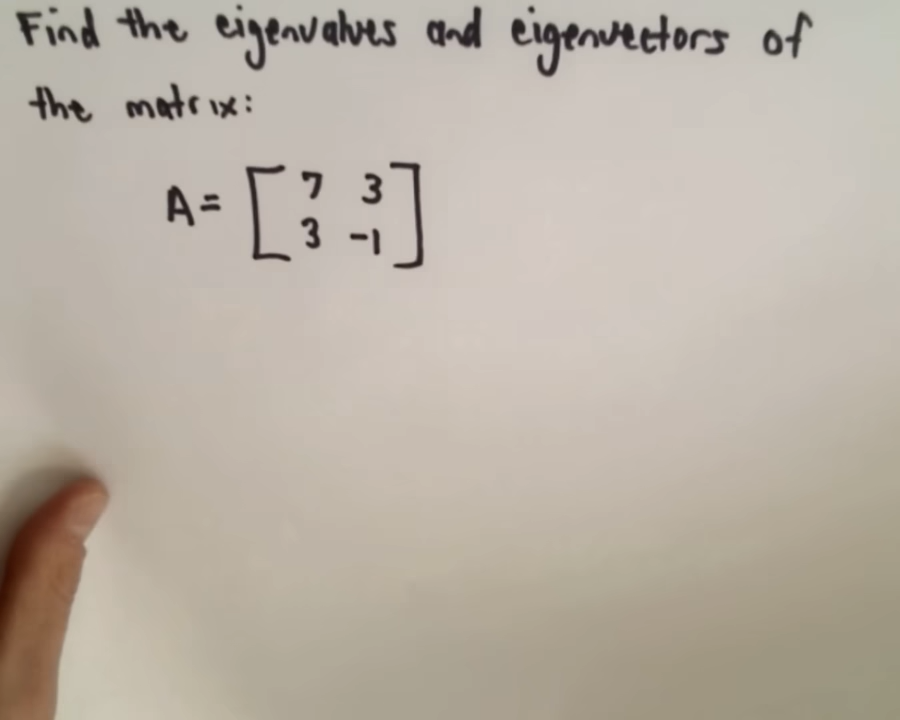 Find the eigenvalues and eigenvectors of
the matrix:
A = [ 7 3
3 -1 ]